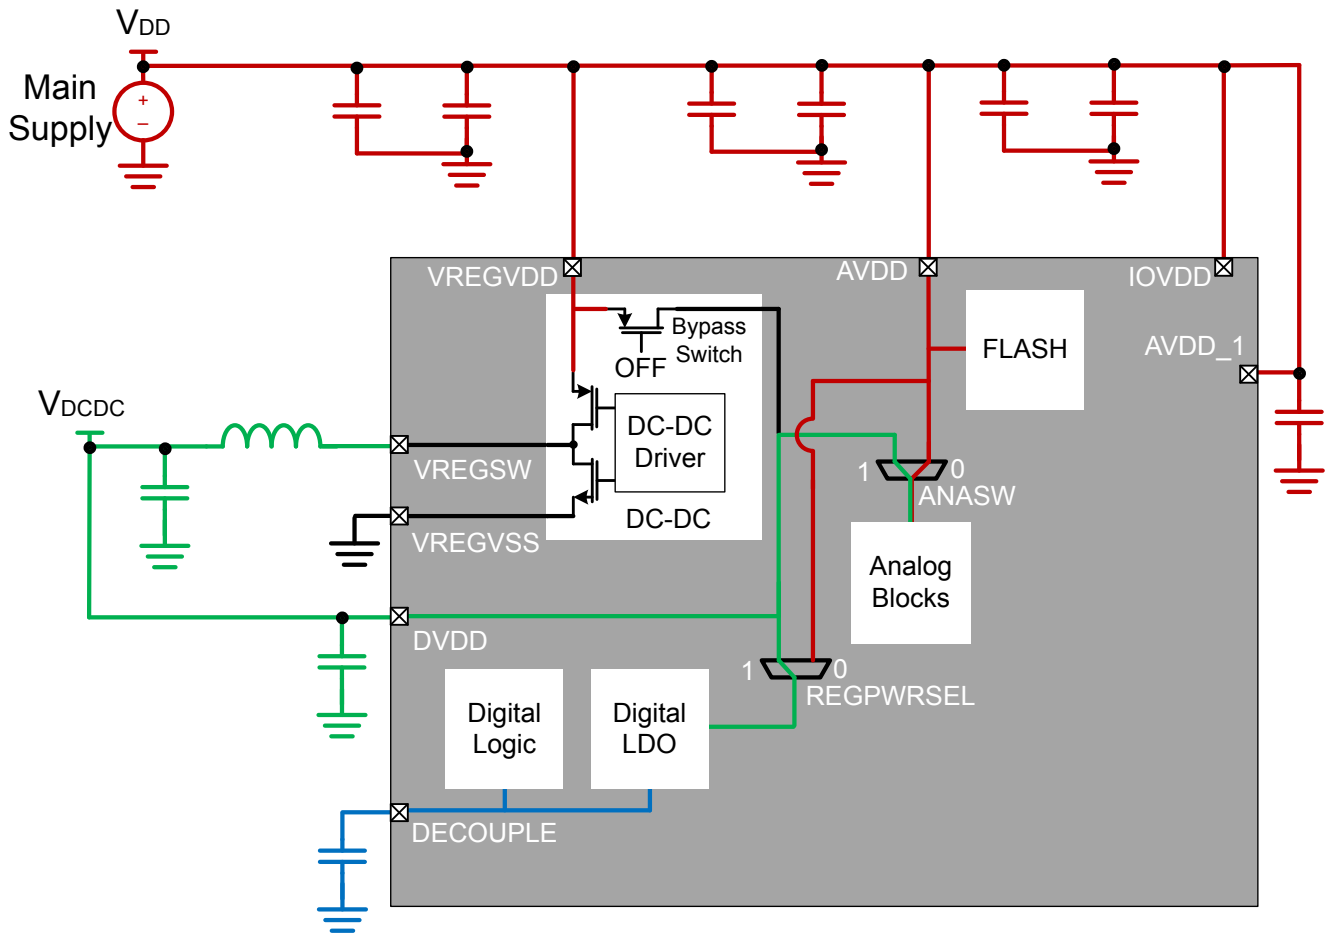 VDD
Main
Supply
+
−
VREGVDD
AVDD
IOVDD
Bypass
Switch
OFF
FLASH
AVDD_1
VDCDC
DC-DC
Driver
VREGSW
1
0
ANASW
DC-DC
VREGVSS
Analog
Blocks
DVDD
1
0
REGPWRSEL
Digital
Logic
Digital
LDO
DECOUPLE